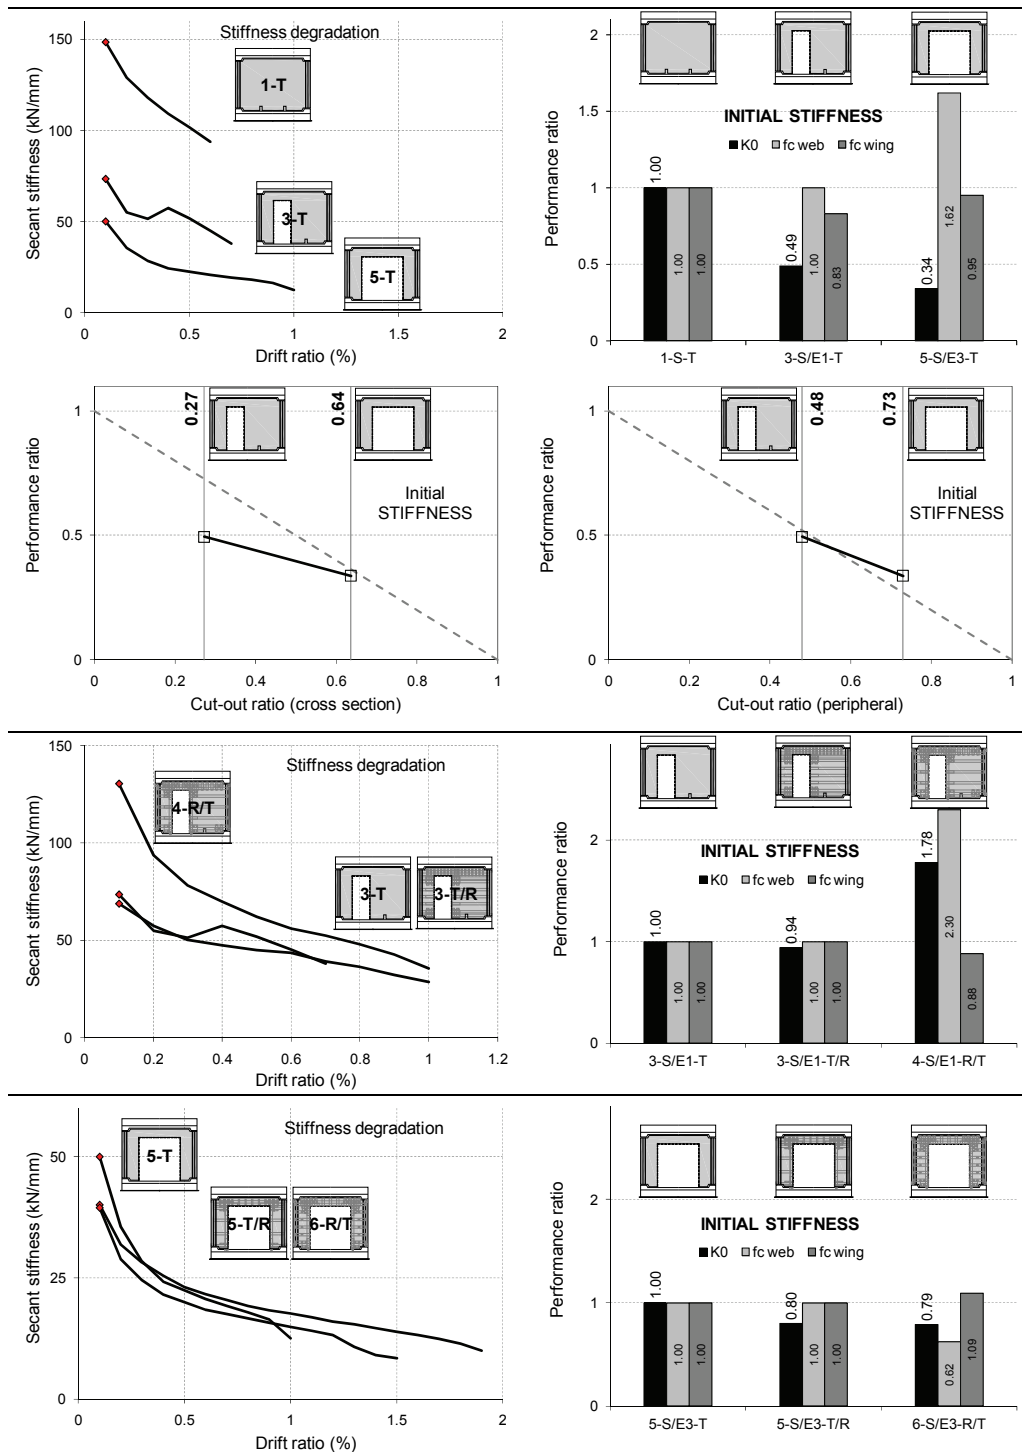 Stiffness degradation
Secant stiffness (kN/mm)
150
100
50
0
1-T
3-T
5-T
0 0.5 1 1.5 2
Drift ratio (%)
Performance ratio
2
1.5
1
0.5
0
INITIAL STIFFNESS
K0 fc web fc wing
1.00 1.00 1.00
0.49 1.00 0.83
0.34 1.62 0.95
1-S-T 3-S/E1-T 5-S/E3-T
Performance ratio
1
0.5
0
0.27
0.64
Initial
STIFFNESS
0 0.2 0.4 0.6 0.8 1
Cut-out ratio (cross section)
Performance ratio
1
0.5
0
0.48
0.73
Initial
STIFFNESS
0 0.2 0.4 0.6 0.8 1
Cut-out ratio (peripheral)
Stiffness degradation
Secant stiffness (kN/mm)
150
100
50
0
4-R/T
3-T
3-T/R
0 0.2 0.4 0.6 0.8 1 1.2
Drift ratio (%)
Performance ratio
2
1
0
INITIAL STIFFNESS
K0 fc web fc wing
1.00 1.00 1.00
0.94 1.00 1.00
1.78 2.30 0.88
3-S/E1-T 3-S/E1-T/R 4-S/E1-R/T
Stiffness degradation
Secant stiffness (kN/mm)
50
25
0
5-T
5-T/R
6-R/T
0 0.5 1 1.5 2
Drift ratio (%)
Performance ratio
2
1
0
INITIAL STIFFNESS
K0 fc web fc wing
1.00 1.00 1.00
0.80 1.00 1.00
0.79 0.62 1.09
5-S/E3-T 5-S/E3-T/R 6-S/E3-R/T